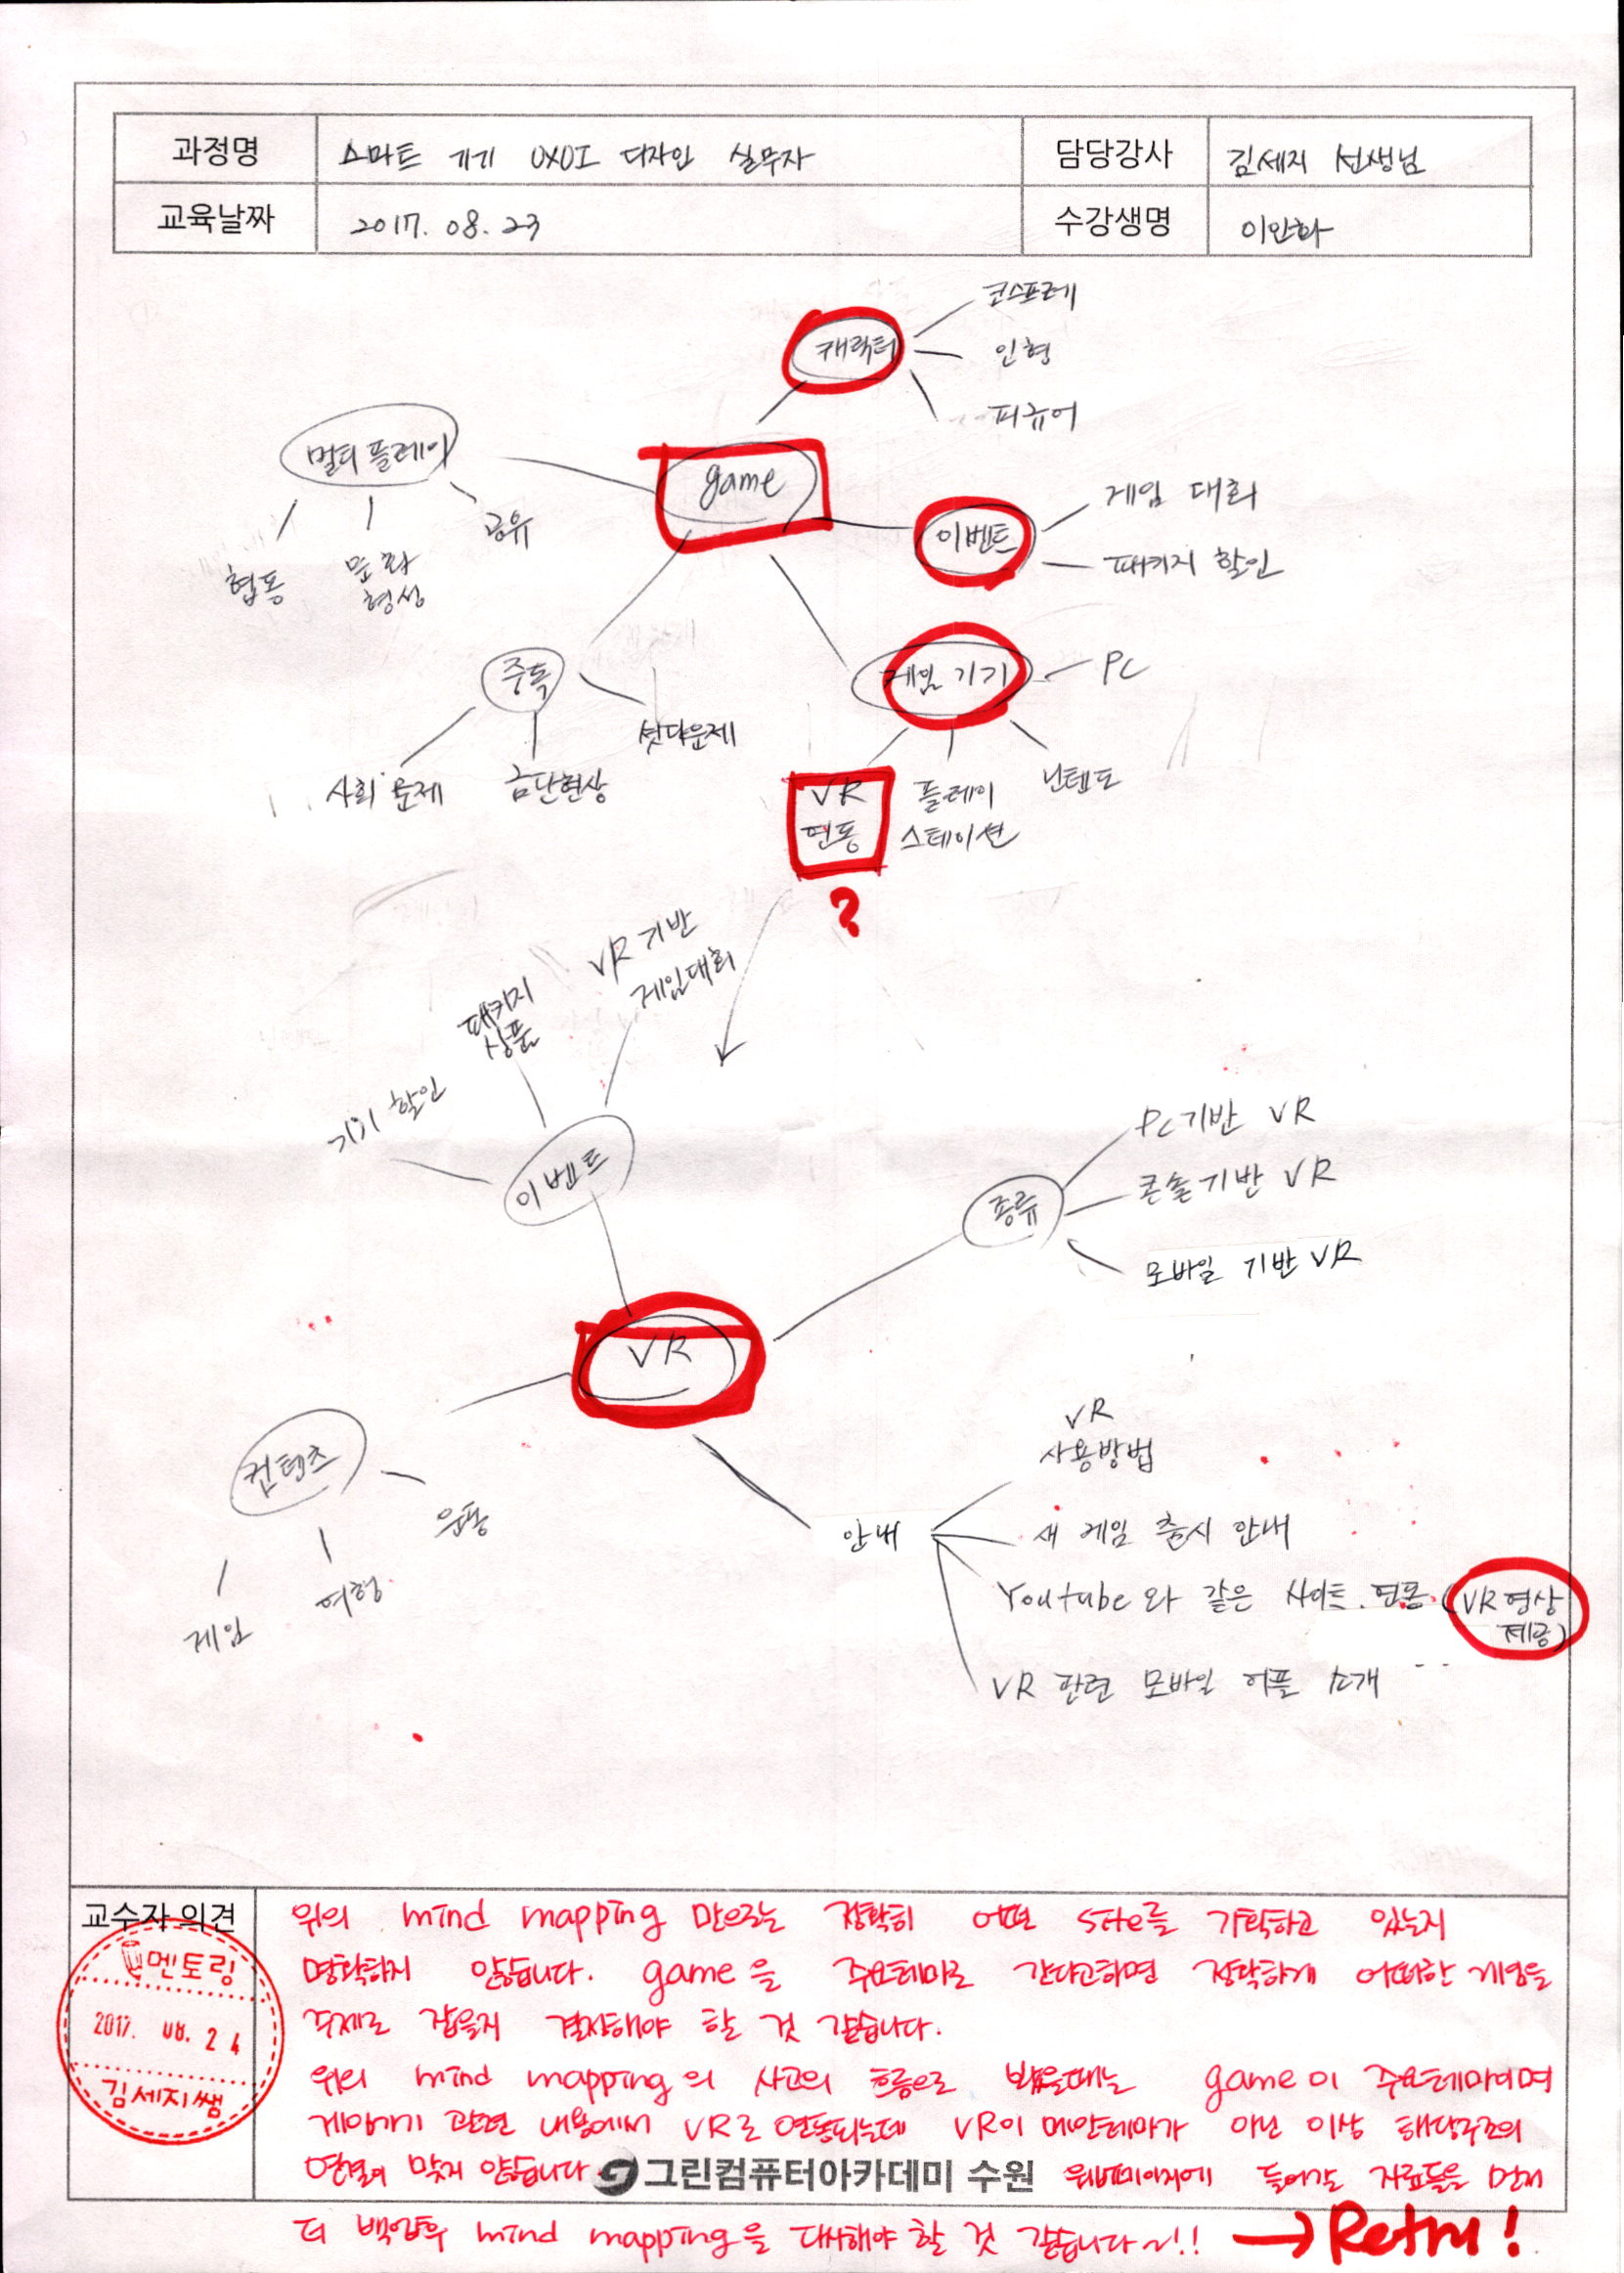 과정명 스마트 기기 UXUI 디자인 실무자 담당강사 김세지 선생님
교육날짜 2017. 08. 23 수강생명 이안화
코스프레
캐릭터
인형
피규어
멀티 플레이
game
협동
문화
형성
공유
이벤트
게임 대회
패키지 할인
중독
사회 문제
금단현상
셧다운제
게임 기기
PC
VR
연동
플레이
스테이션
닌텐도
?
VR 기반
게임대회
패키지
상품
기기 할인
이벤트
종류
PC기반 VR
콘솔기반 VR
모바일 기반 VR
VR
컨텐츠
게임
여행
운동
안내
VR
사용방법
새 게임 출시 안내
Youtube와 같은 사이트 연동 (VR영상
제공)
VR 관련 모바일 어플 소개
교수자 의견
위의 mind mapping 만으로는 정확히 어떤 site를 기획하고 있는지
명확하지 않습니다. game을 주요테마로 간다고하면 정확하게 어떠한 게임을
주제로 잡을지 결정해야 할 것 같습니다.
위의 mind mapping의 사고의 흐름으로 봤을때는 game이 주요테마이며
게임기기 관련 내용에서 VR로 연동되는데 VR이 메인테마가 아닌 이상 해당구조의
연결이 맞지 않습니다. 웹페이지에 들어갈 자료들을 먼저
더 백업후 mind mapping을 다시해야 할 것 같습니다~!! → Retry!
멘토링
2017. 08. 24
김세지쌤
그린컴퓨터아카데미 수원